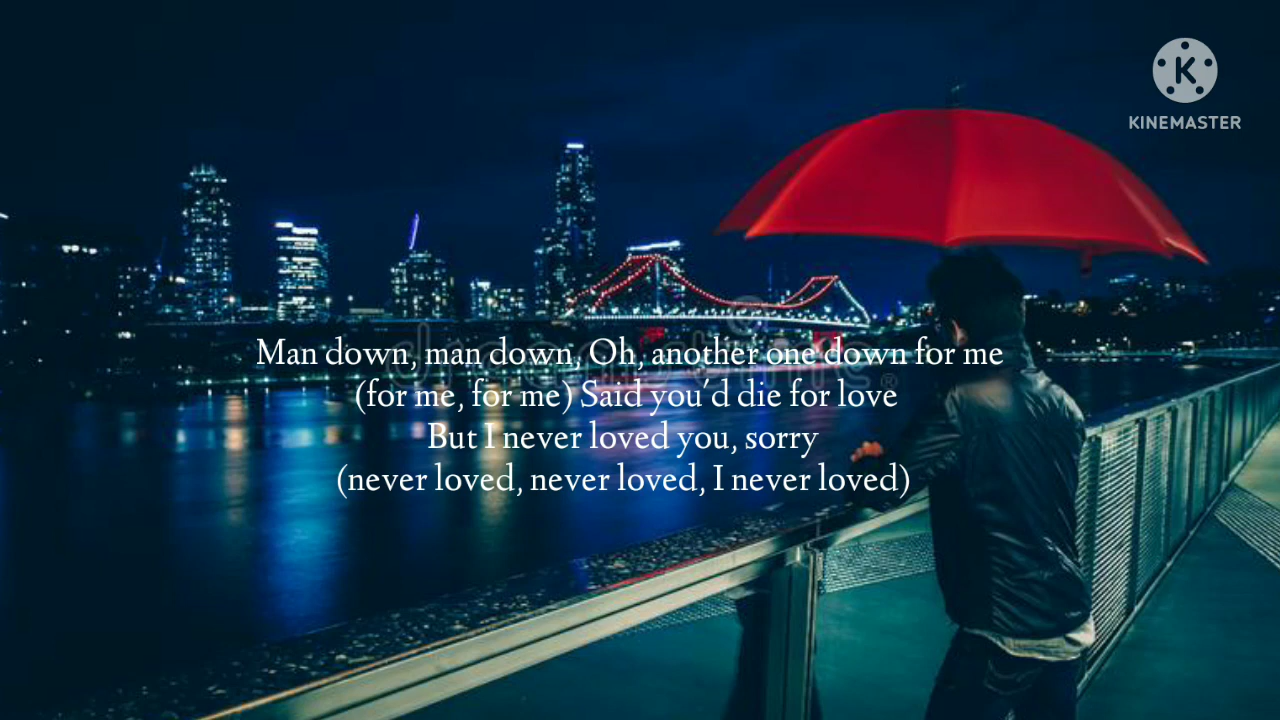 KINEMASTER
Man down, man down, Oh, another one down for me
(for me, for me) Said you'd die for love
But I never loved you, sorry
(never loved, never loved, I never loved)
dreamstime®